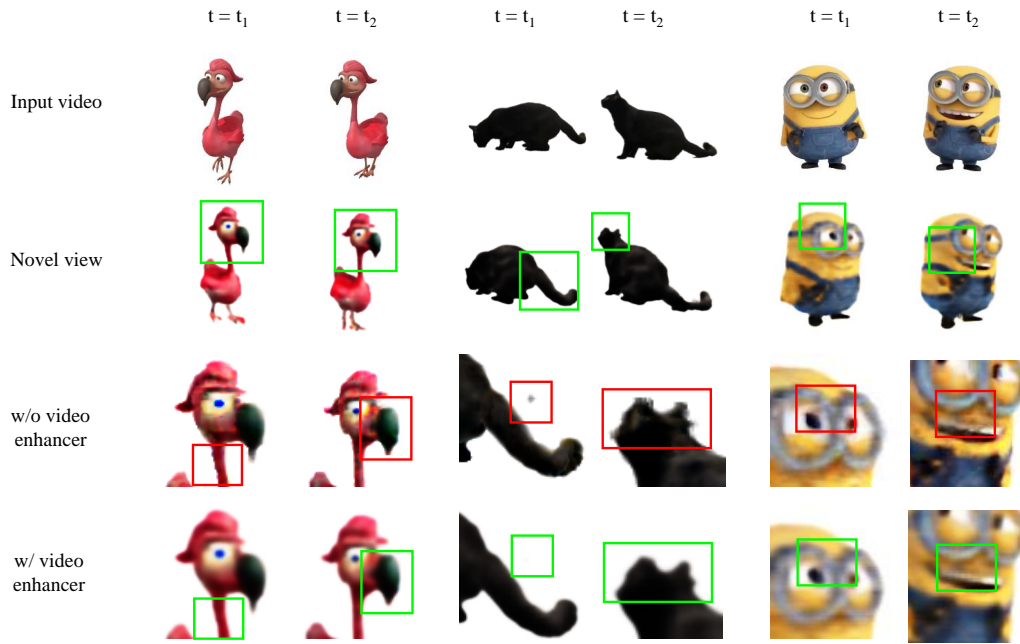 t = t₁ t = t₂ t = t₁ t = t₂ t = t₁ t = t₂
Input video
Novel view
w/o video
enhancer
w/ video
enhancer